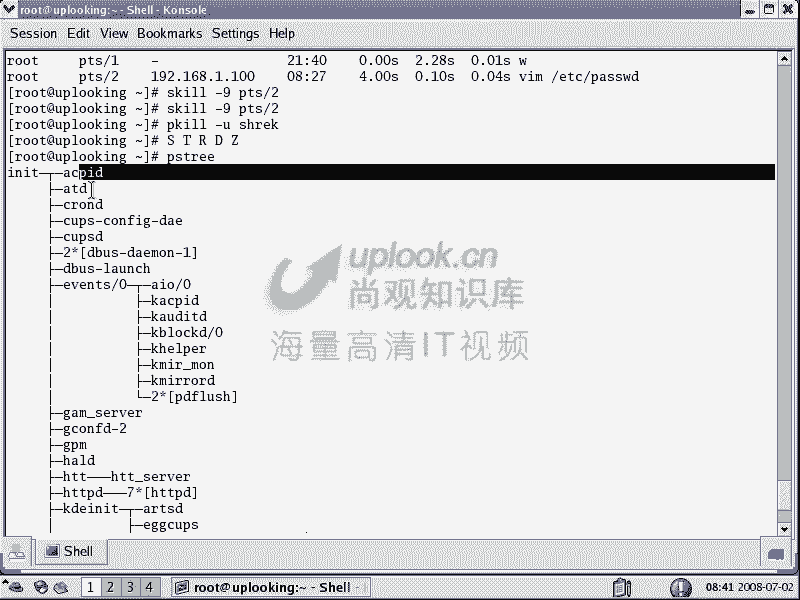 root@uplooking:~ - Shell - Konsole
Session Edit View Bookmarks Settings Help
root     pts/1    -                21:40    0.00s  2.28s  0.01s w
root     pts/2    192.168.1.100    08:27    4.00s  0.10s  0.04s vim /etc/passwd
[root@uplooking ~]# skill -9 pts/2
[root@uplooking ~]# skill -9 pts/2
[root@uplooking ~]# pkill -u shrek
[root@uplooking ~]# S T R D Z
[root@uplooking ~]# pstree
init─┬─acpid
     ├─atd
     ├─crond
     ├─cups-config-dae
     ├─cupsd
     ├─2*[dbus-daemon-1]
     ├─dbus-launch
     ├─events/0─┬─aio/0
     │          ├─kacpid
     │          ├─kauditd
     │          ├─kblockd/0
     │          ├─khelper
     │          ├─kmir_mon
     │          ├─kmirrord
     │          └─2*[pdflush]
     ├─gam_server
     ├─gconfd-2
     ├─gpm
     ├─hald
     ├─htt───htt_server
     ├─httpd───7*[httpd]
     ├─kdeinit─┬─artsd
     │         ├─eggcups
uplook.cn
尚观知识库
海量高清IT视频
Shell
1 2 3 4 root@uplooking:~ - Shell - 08:41 2008-07-02